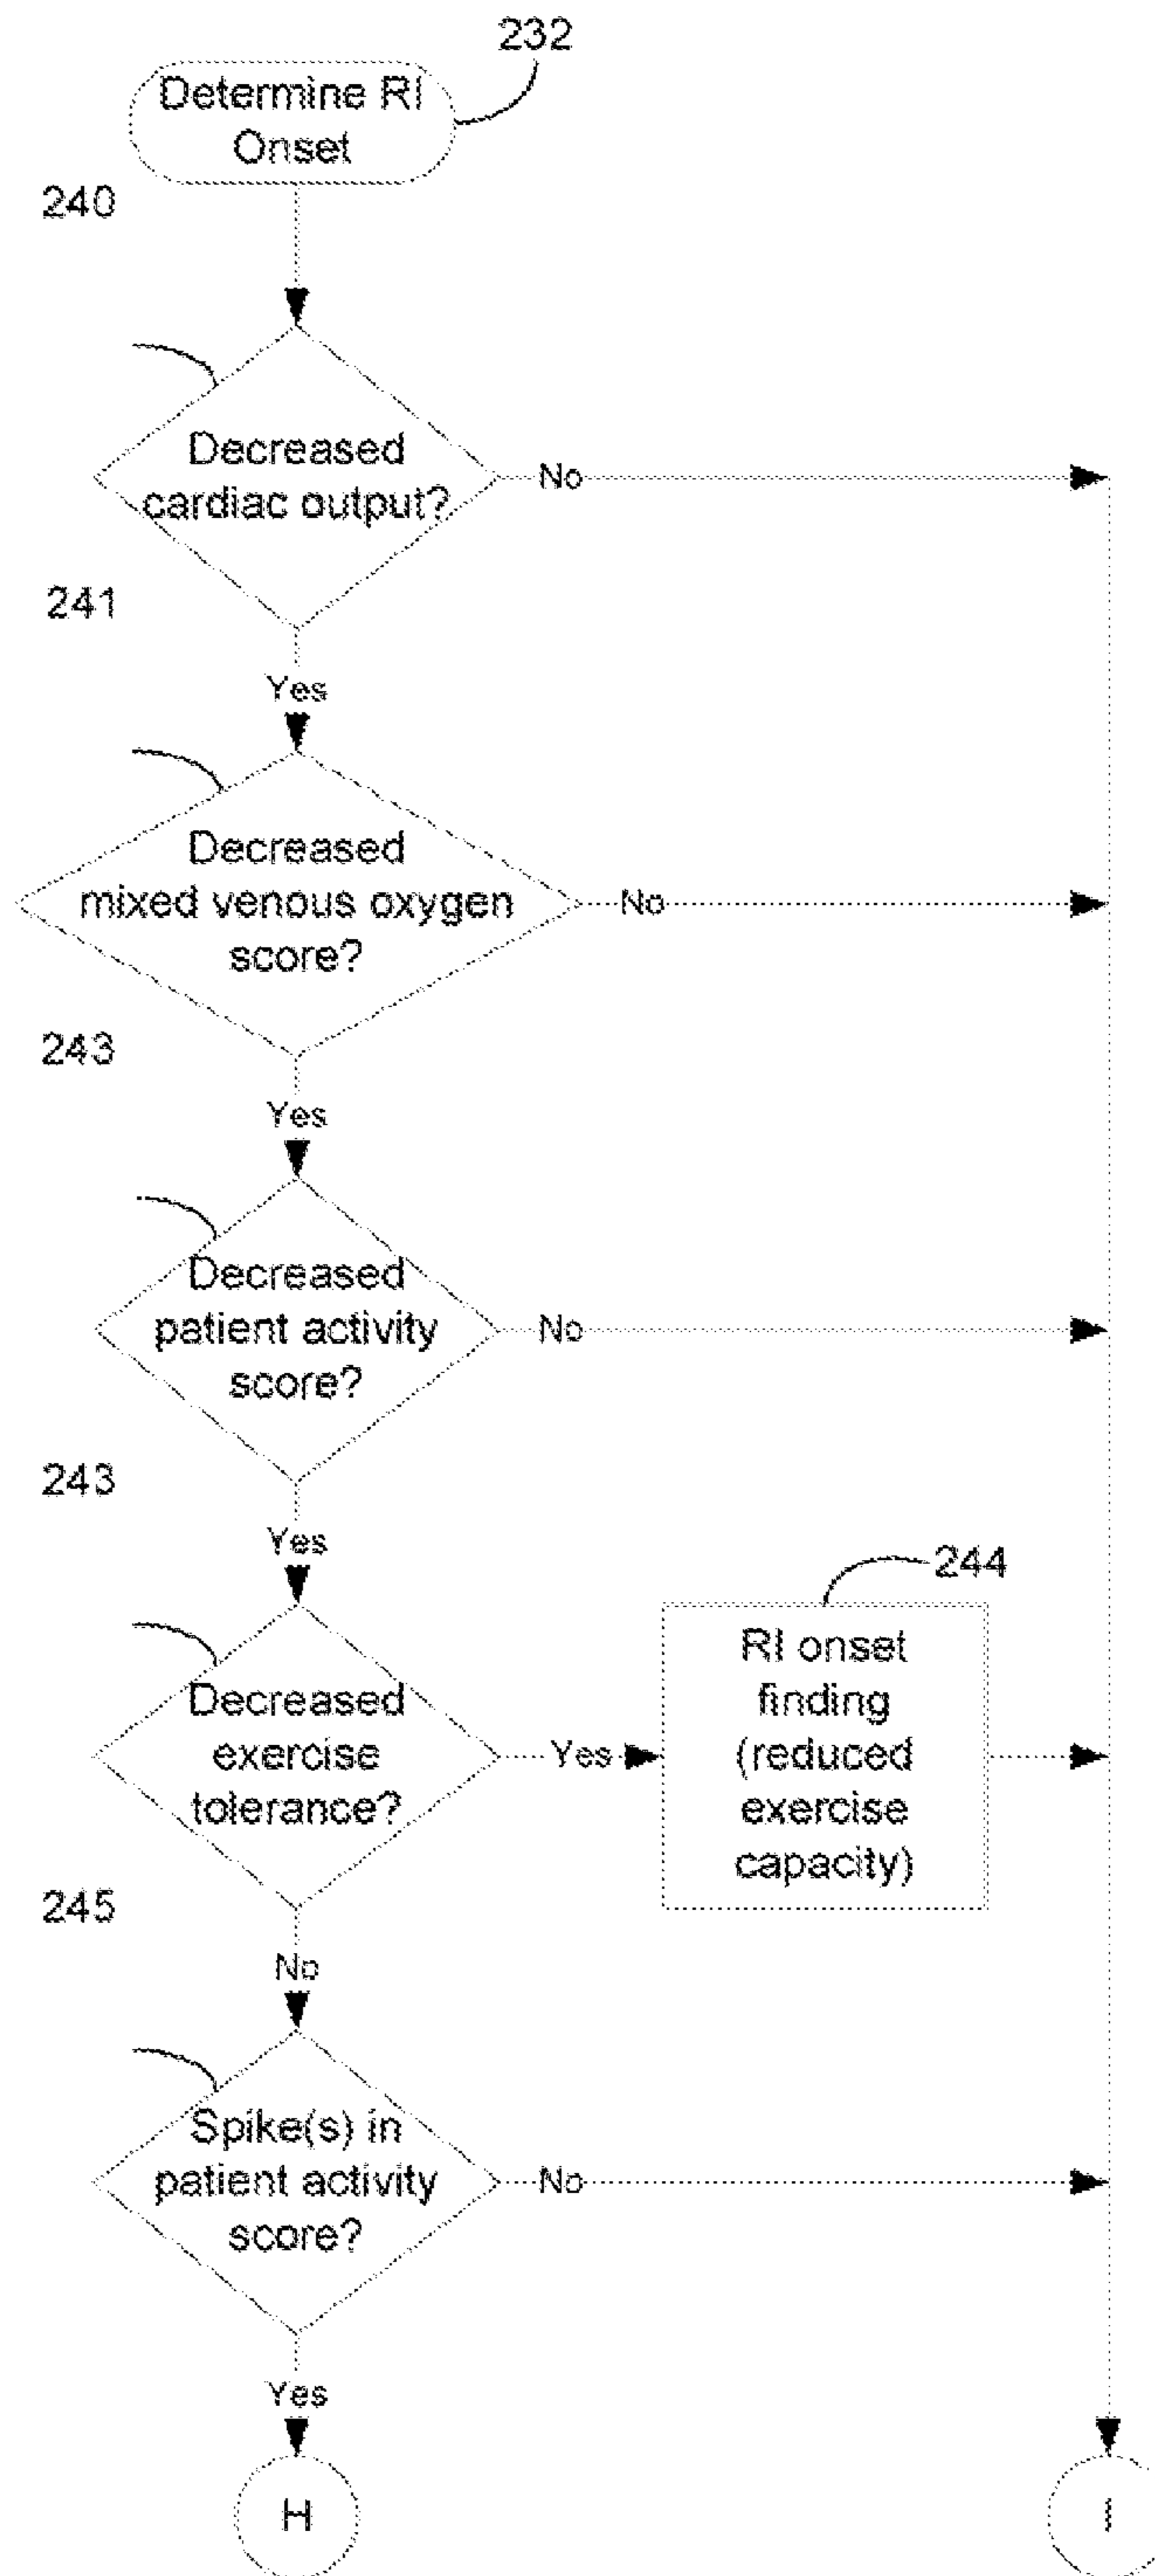 232
Determine RI
Onset
240
Decreased
cardiac output?
No
241
Yes
Decreased
mixed venous oxygen
score?
No
243
Yes
Decreased
patient activity
score?
No
243
Yes
244
Decreased
exercise
tolerance?
Yes
RI onset
finding
(reduced
exercise
capacity)
245
No
Spike(s) in
patient activity
score?
No
Yes
H
I